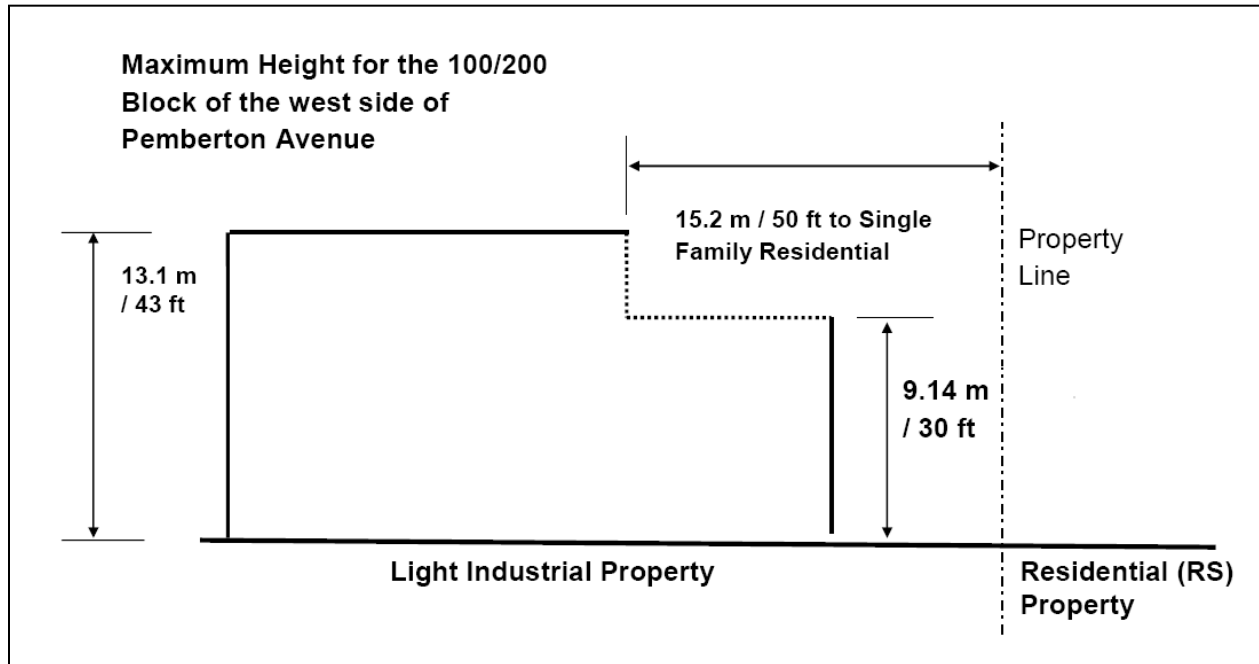 Maximum Height for the 100/200
Block of the west side of
Pemberton Avenue
15.2 m / 50 ft to Single
Family Residential
Property
Line
13.1 m
/ 43 ft
9.14 m
/ 30 ft
Light Industrial Property
Residential (RS)
Property